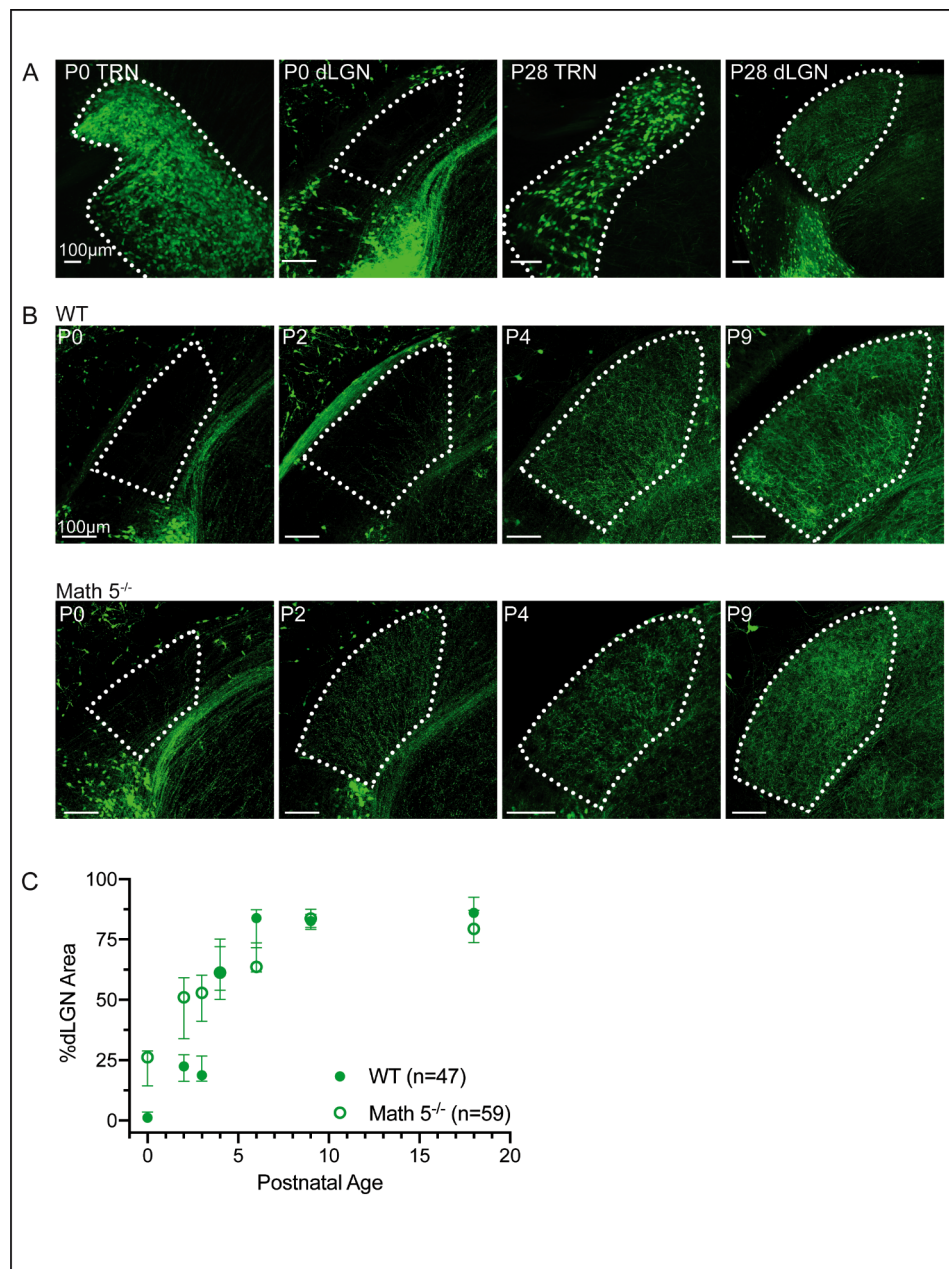 A
P0 TRN
P0 dLGN
P28 TRN
P28 dLGN
100µm
B
WT
P0
P2
P4
P9
100µm
Math 5-/-
P0
P2
P4
P9
C
100
75
50
25
0
%dLGN Area
WT (n=47)
Math 5-/- (n=59)
0
5
10
15
20
Postnatal Age